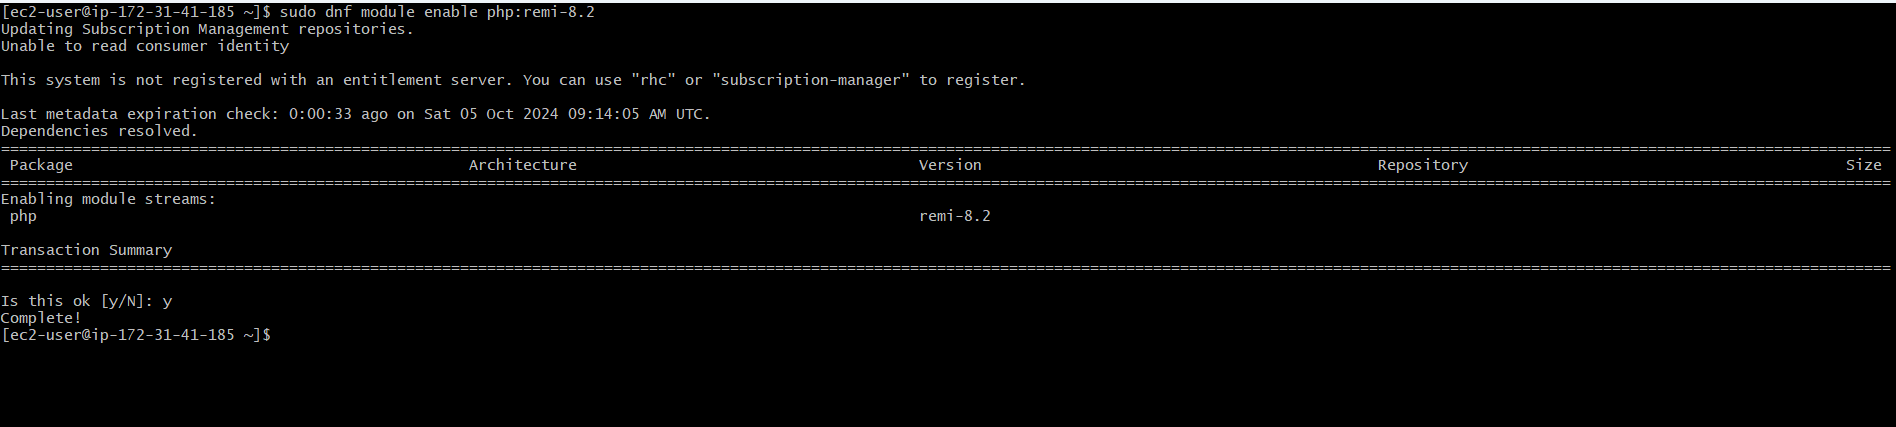 [ec2-user@ip-172-31-41-185 ~]$ sudo dnf module enable php:remi-8.2
Updating Subscription Management repositories.
Unable to read consumer identity
This system is not registered with an entitlement server. You can use "rhc" or "subscription-manager" to register.
Last metadata expiration check: 0:00:33 ago on Sat 05 Oct 2024 09:14:05 AM UTC.
Dependencies resolved.
Package Architecture Version Repository Size
Enabling module streams:
php remi-8.2
Transaction Summary
Is this ok [y/N]: y
Complete!
[ec2-user@ip-172-31-41-185 ~]$